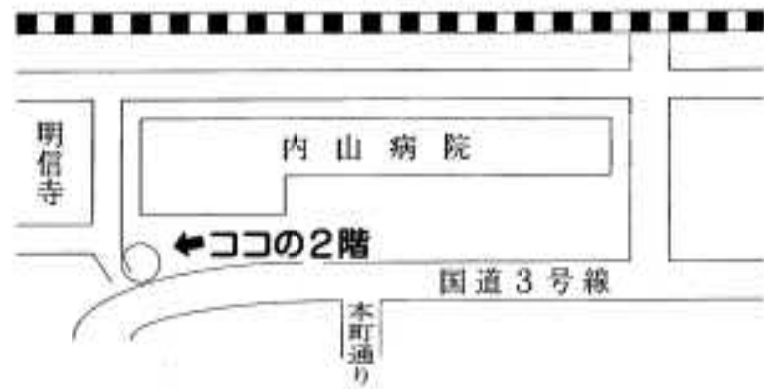 明信寺
内山病院
←ココの2階
国道3号線
本町通り